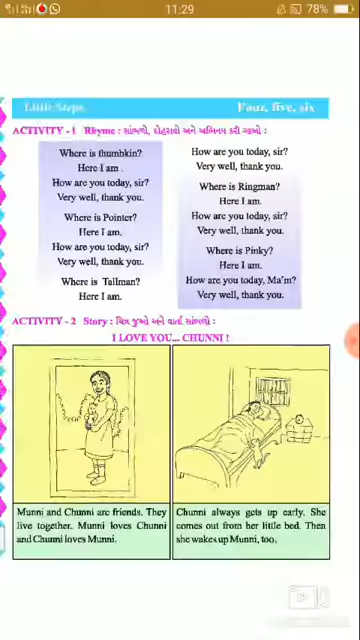 11:29
78%
Little Steps
Four, five, six
ACTIVITY - 1 Rhyme : સાંભળો, દોહરાવો અને અભિનય કરી ગાઓ :
Where is thumbkin?
Here I am .
How are you today, sir?
Very well, thank you.
Where is Pointer?
Here I am.
How are you today, sir?
Very well, thank you.
Where is Tallman?
Here I am.
How are you today, sir?
Very well, thank you.
Where is Ringman?
Here I am.
How are you today, sir?
Very well, thank you.
Where is Pinky?
Here I am.
How are you today, Ma'm?
Very well, thank you.
ACTIVITY - 2 Story : ચિત્ર જુઓ અને વાર્તા સાંભળો :
I LOVE YOU... CHUNNI !
Munni and Chunni are friends. They
live together. Munni loves Chunni
and Chunni loves Munni.
Chunni always gets up early. She
comes out from her little bed. Then
she wakes up Munni, too.